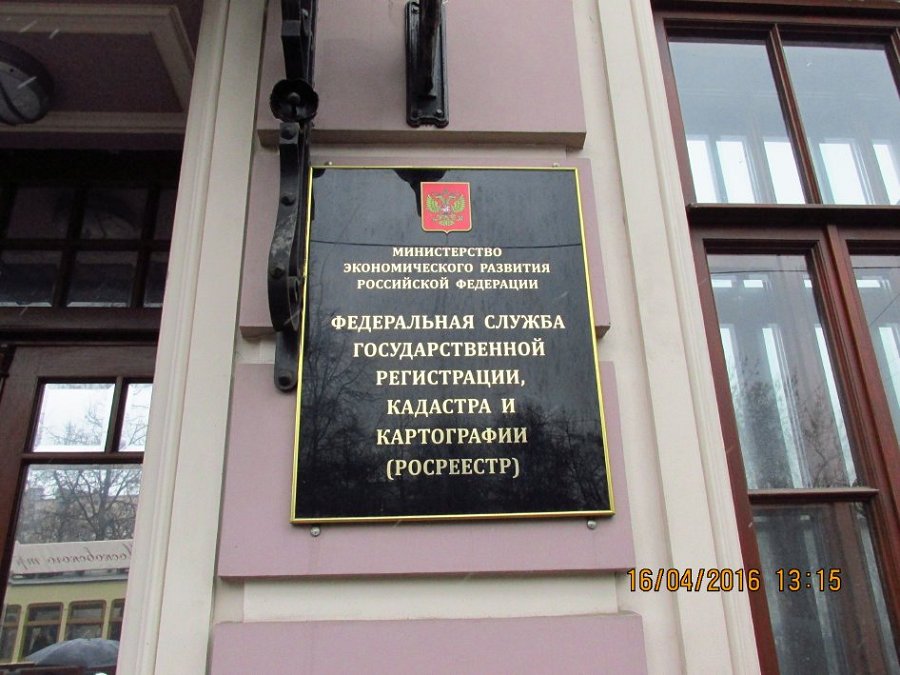 МИНИСТЕРСТВО
ЭКОНОМИЧЕСКОГО РАЗВИТИЯ
РОССИЙСКОЙ ФЕДЕРАЦИИ
ФЕДЕРАЛЬНАЯ СЛУЖБА
ГОСУДАРСТВЕННОЙ
РЕГИСТРАЦИИ,
КАДАСТРА И
КАРТОГРАФИИ
(РОСРЕЕСТР)
16/04/2016 13:15